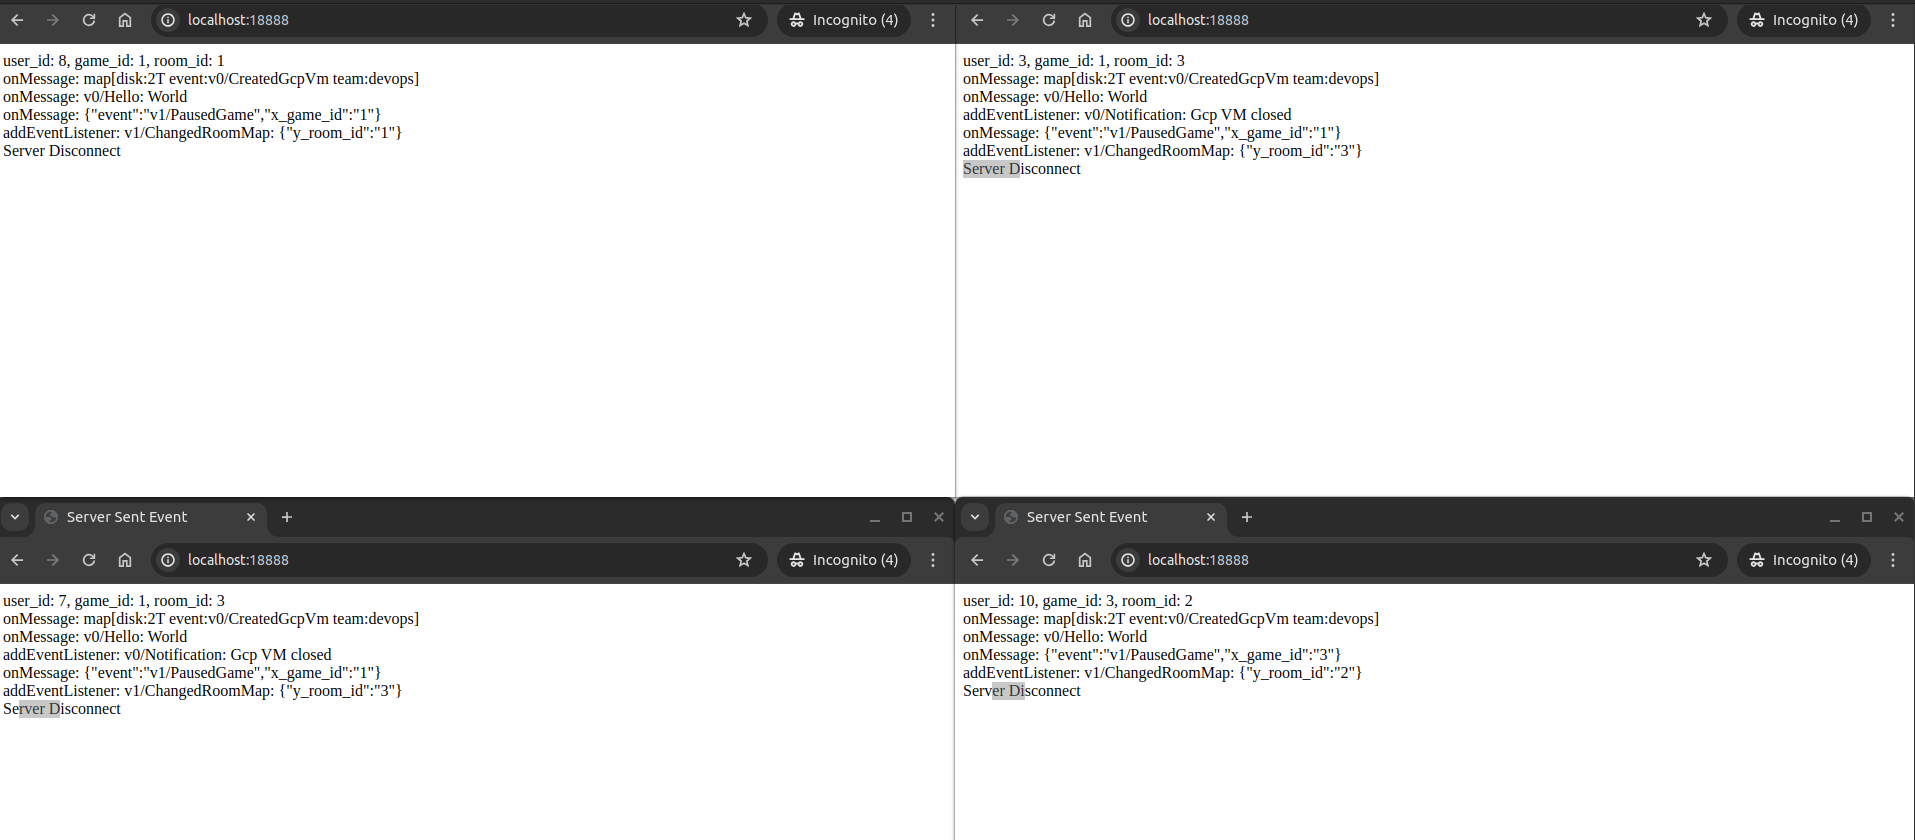 localhost:18888
Incognito (4)
user_id: 8, game_id: 1, room_id: 1
onMessage: map[disk:2T event:v0/CreatedGcpVm team:devops]
onMessage: v0/Hello: World
onMessage: {"event":"v1/PausedGame","x_game_id":"1"}
addEventListener: v1/ChangedRoomMap: {"y_room_id":"1"}
Server Disconnect
localhost:18888
Incognito (4)
user_id: 3, game_id: 1, room_id: 3
onMessage: map[disk:2T event:v0/CreatedGcpVm team:devops]
onMessage: v0/Hello: World
addEventListener: v0/Notification: Gcp VM closed
onMessage: {"event":"v1/PausedGame","x_game_id":"1"}
addEventListener: v1/ChangedRoomMap: {"y_room_id":"3"}
Server Disconnect
Server Sent Event
localhost:18888
Incognito (4)
user_id: 7, game_id: 1, room_id: 3
onMessage: map[disk:2T event:v0/CreatedGcpVm team:devops]
onMessage: v0/Hello: World
addEventListener: v0/Notification: Gcp VM closed
onMessage: {"event":"v1/PausedGame","x_game_id":"1"}
addEventListener: v1/ChangedRoomMap: {"y_room_id":"3"}
Server Disconnect
Server Sent Event
localhost:18888
Incognito (4)
user_id: 10, game_id: 3, room_id: 2
onMessage: map[disk:2T event:v0/CreatedGcpVm team:devops]
onMessage: v0/Hello: World
onMessage: {"event":"v1/PausedGame","x_game_id":"3"}
addEventListener: v1/ChangedRoomMap: {"y_room_id":"2"}
Server Disconnect